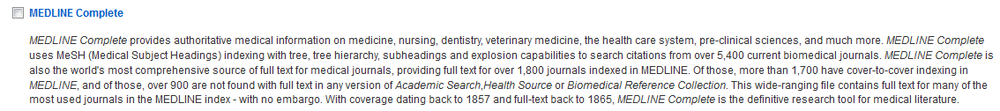 MEDLINE Complete
MEDLINE Complete provides authoritative medical information on medicine, nursing, dentistry, veterinary medicine, the health care system, pre-clinical sciences, and much more. MEDLINE Complete
uses MeSH (Medical Subject Headings) indexing with tree, tree hierarchy, subheadings and explosion capabilities to search citations from over 5,400 current biomedical journals. MEDLINE Complete is
also the world's most comprehensive source of full text for medical journals, providing full text for over 1,800 journals indexed in MEDLINE. Of those, more than 1,700 have cover-to-cover indexing in
MEDLINE, and of those, over 900 are not found with full text in any version of Academic Search,Health Source or Biomedical Reference Collection. This wide-ranging file contains full text for many of the
most used journals in the MEDLINE index - with no embargo. With coverage dating back to 1857 and full-text back to 1865, MEDLINE Complete is the definitive research tool for medical literature.